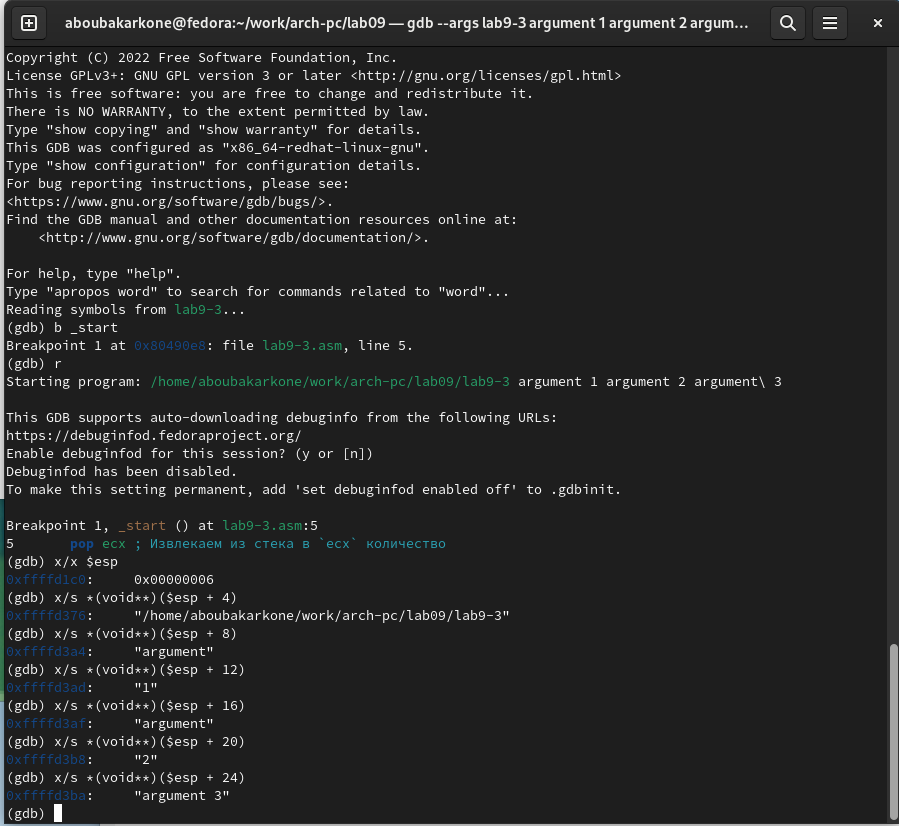 aboubakarkone@fedora:~/work/arch-pc/lab09 — gdb --args lab9-3 argument 1 argument 2 argum...
Copyright (C) 2022 Free Software Foundation, Inc.
License GPLv3+: GNU GPL version 3 or later <http://gnu.org/licenses/gpl.html>
This is free software: you are free to change and redistribute it.
There is NO WARRANTY, to the extent permitted by law.
Type "show copying" and "show warranty" for details.
This GDB was configured as "x86_64-redhat-linux-gnu".
Type "show configuration" for configuration details.
For bug reporting instructions, please see:
<https://www.gnu.org/software/gdb/bugs/>.
Find the GDB manual and other documentation resources online at:
    <http://www.gnu.org/software/gdb/documentation/>.

For help, type "help".
Type "apropos word" to search for commands related to "word"...
Reading symbols from lab9-3...
(gdb) b _start
Breakpoint 1 at 0x80490e8: file lab9-3.asm, line 5.
(gdb) r
Starting program: /home/aboubakarkone/work/arch-pc/lab09/lab9-3 argument 1 argument 2 argument\ 3

This GDB supports auto-downloading debuginfo from the following URLs:
https://debuginfod.fedoraproject.org/
Enable debuginfod for this session? (y or [n])
Debuginfod has been disabled.
To make this setting permanent, add 'set debuginfod enabled off' to .gdbinit.

Breakpoint 1, _start () at lab9-3.asm:5
5       pop ecx ; Извлекаем из стека в `ecx` количество
(gdb) x/x $esp
0xffffd1c0:     0x00000006
(gdb) x/s *(void**)($esp + 4)
0xffffd376:     "/home/aboubakarkone/work/arch-pc/lab09/lab9-3"
(gdb) x/s *(void**)($esp + 8)
0xffffd3a4:     "argument"
(gdb) x/s *(void**)($esp + 12)
0xffffd3ad:     "1"
(gdb) x/s *(void**)($esp + 16)
0xffffd3af:     "argument"
(gdb) x/s *(void**)($esp + 20)
0xffffd3b8:     "2"
(gdb) x/s *(void**)($esp + 24)
0xffffd3ba:     "argument 3"
(gdb)